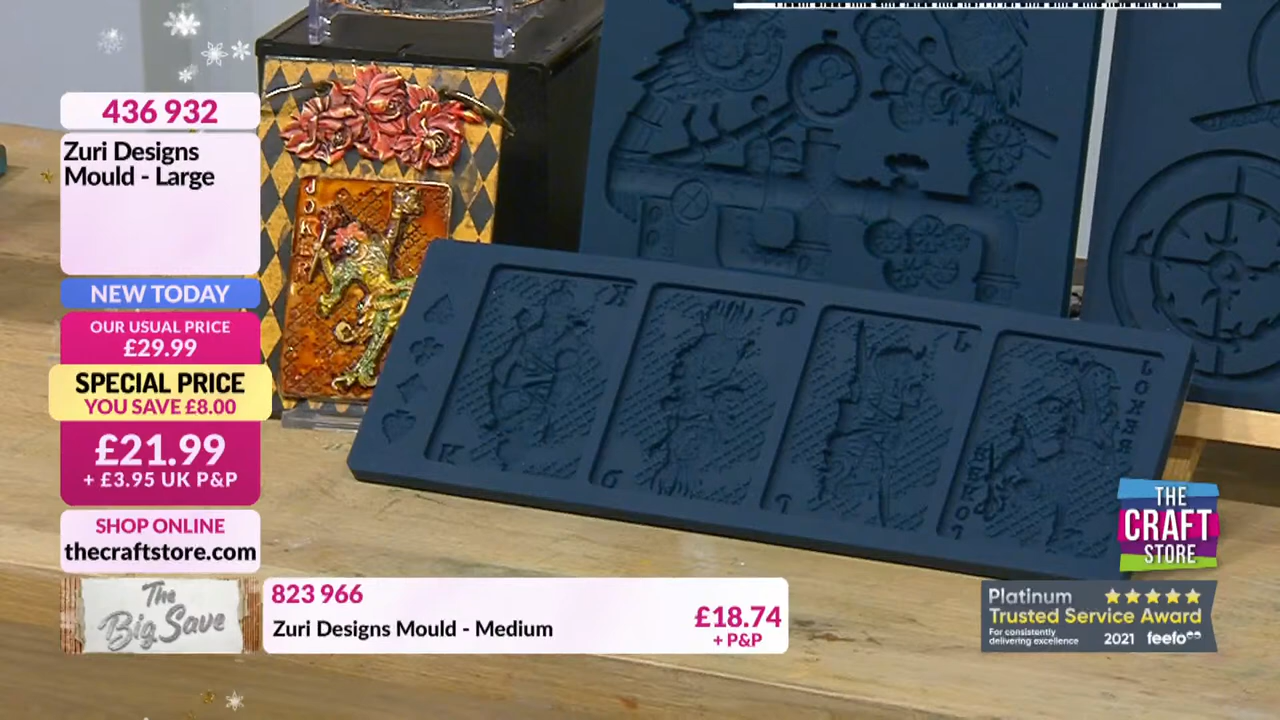 436 932
Zuri Designs
Mould - Large
NEW TODAY
OUR USUAL PRICE
£29.99
SPECIAL PRICE
YOU SAVE £8.00
£21.99
+ £3.95 UK P&P
SHOP ONLINE
thecraftstore.com
The
Big Save
823 966
Zuri Designs Mould - Medium
£18.74
+ P&P
JOKER
K
K
Q
Q
J
J
JOKER
JOKER
THE
CRAFT
STORE
Platinum ★★★★★
Trusted Service Award
For consistently
delivering excellence
2021 feefo